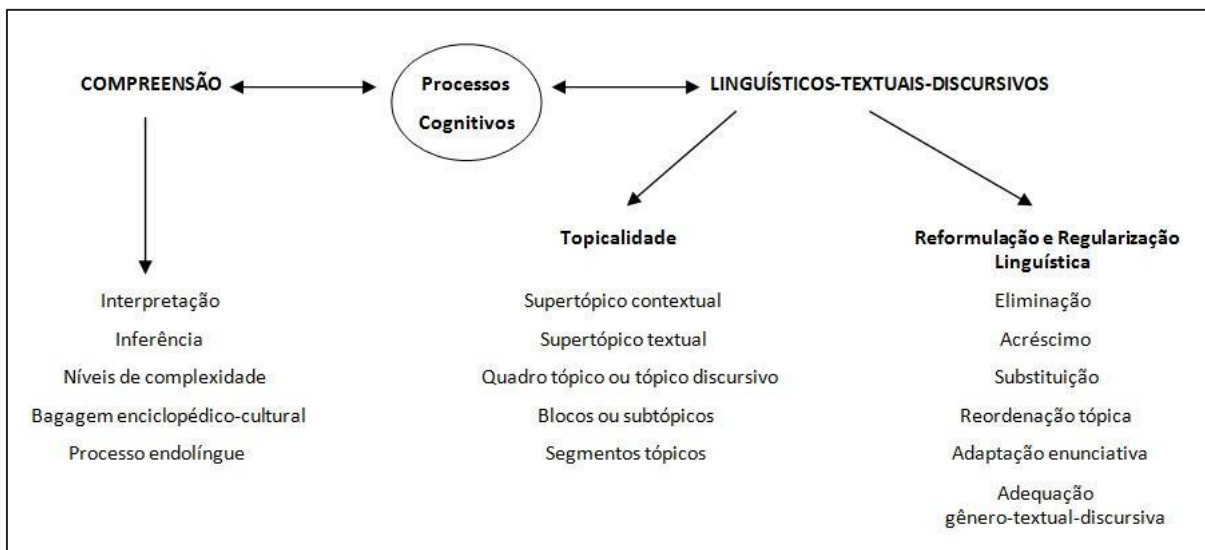 COMPREENSÃO
Processos
Cognitivos
LINGUÍSTICOS-TEXTUAIS-DISCURSIVOS
Interpretação
Inferência
Níveis de complexidade
Bagagem enciclopédico-cultural
Processo endolíngue
Topicalidade
Supertópico contextual
Supertópico textual
Quadro tópico ou tópico discursivo
Blocos ou subtópicos
Segmentos tópicos
Reformulação e Regularização
Linguística
Eliminação
Acréscimo
Substituição
Reordenação tópica
Adaptação enunciativa
Adequação
gênero-textual-discursiva